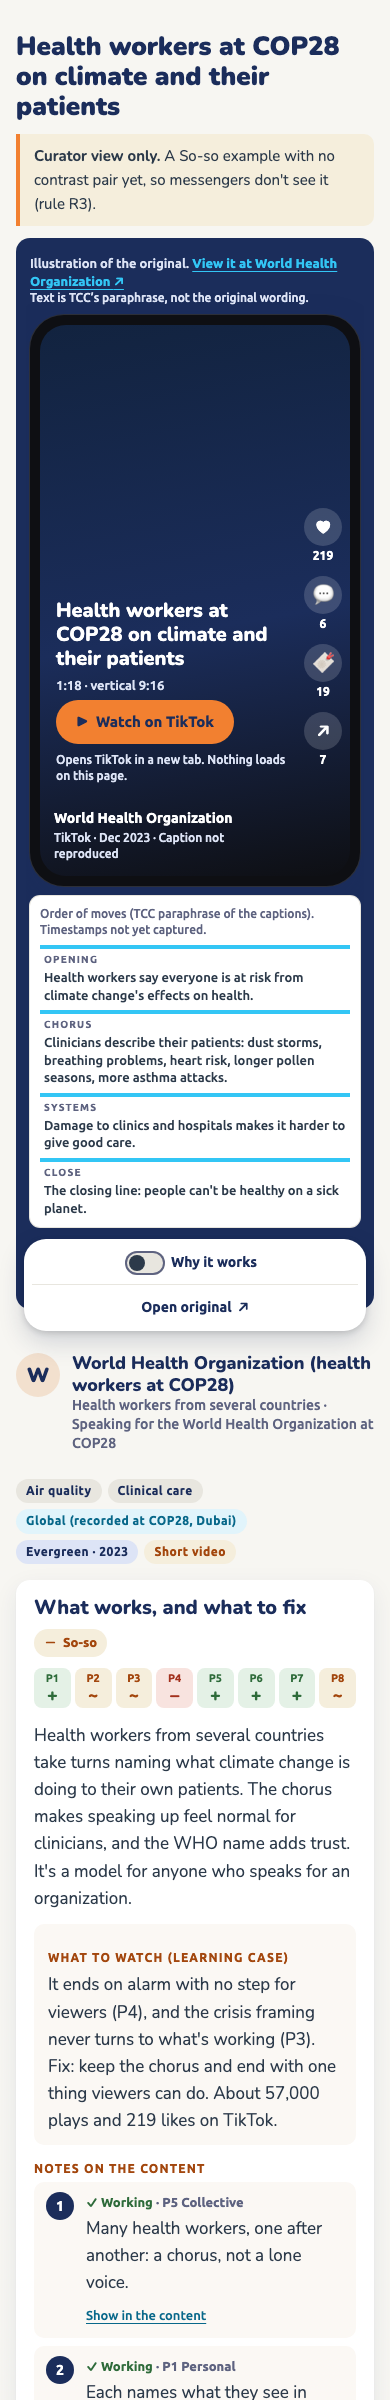 Health workers at COP28
on climate and their
patients
Curator view only. A So-so example with no
contrast pair yet, so messengers don't see it
(rule R3).
Illustration of the original. View it at World Health
Organization ↗
Text is TCC's paraphrase, not the original wording.
219
6
19
7
Health workers at
COP28 on climate and
their patients
1:18 · vertical 9:16
▶ Watch on TikTok
Opens TikTok in a new tab. Nothing loads
on this page.
World Health Organization
TikTok · Dec 2023 · Caption not
reproduced
Order of moves (TCC paraphrase of the captions).
Timestamps not yet captured.
OPENING
Health workers say everyone is at risk from
climate change's effects on health.
CHORUS
Clinicians describe their patients: dust storms,
breathing problems, heart risk, longer pollen
seasons, more asthma attacks.
SYSTEMS
Damage to clinics and hospitals makes it harder to
give good care.
CLOSE
The closing line: people can't be healthy on a sick
planet.
Why it works
Open original ↗
W
World Health Organization (health
workers at COP28)
Health workers from several countries ·
Speaking for the World Health Organization at
COP28
Air quality
Clinical care
Global (recorded at COP28, Dubai)
Evergreen · 2023
Short video
What works, and what to fix
– So-so
P1 P2 P3 P4 P5 P6 P7 P8
+ ~ ~ – + + + ~
Health workers from several countries
take turns naming what climate change is
doing to their own patients. The chorus
makes speaking up feel normal for
clinicians, and the WHO name adds trust.
It's a model for anyone who speaks for an
organization.
WHAT TO WATCH (LEARNING CASE)
It ends on alarm with no step for
viewers (P4), and the crisis framing
never turns to what's working (P3).
Fix: keep the chorus and end with one
thing viewers can do. About 57,000
plays and 219 likes on TikTok.
NOTES ON THE CONTENT
1
✓ Working · P5 Collective
Many health workers, one after
another: a chorus, not a lone
voice.
Show in the content
2
✓ Working · P1 Personal
Each names what they see in